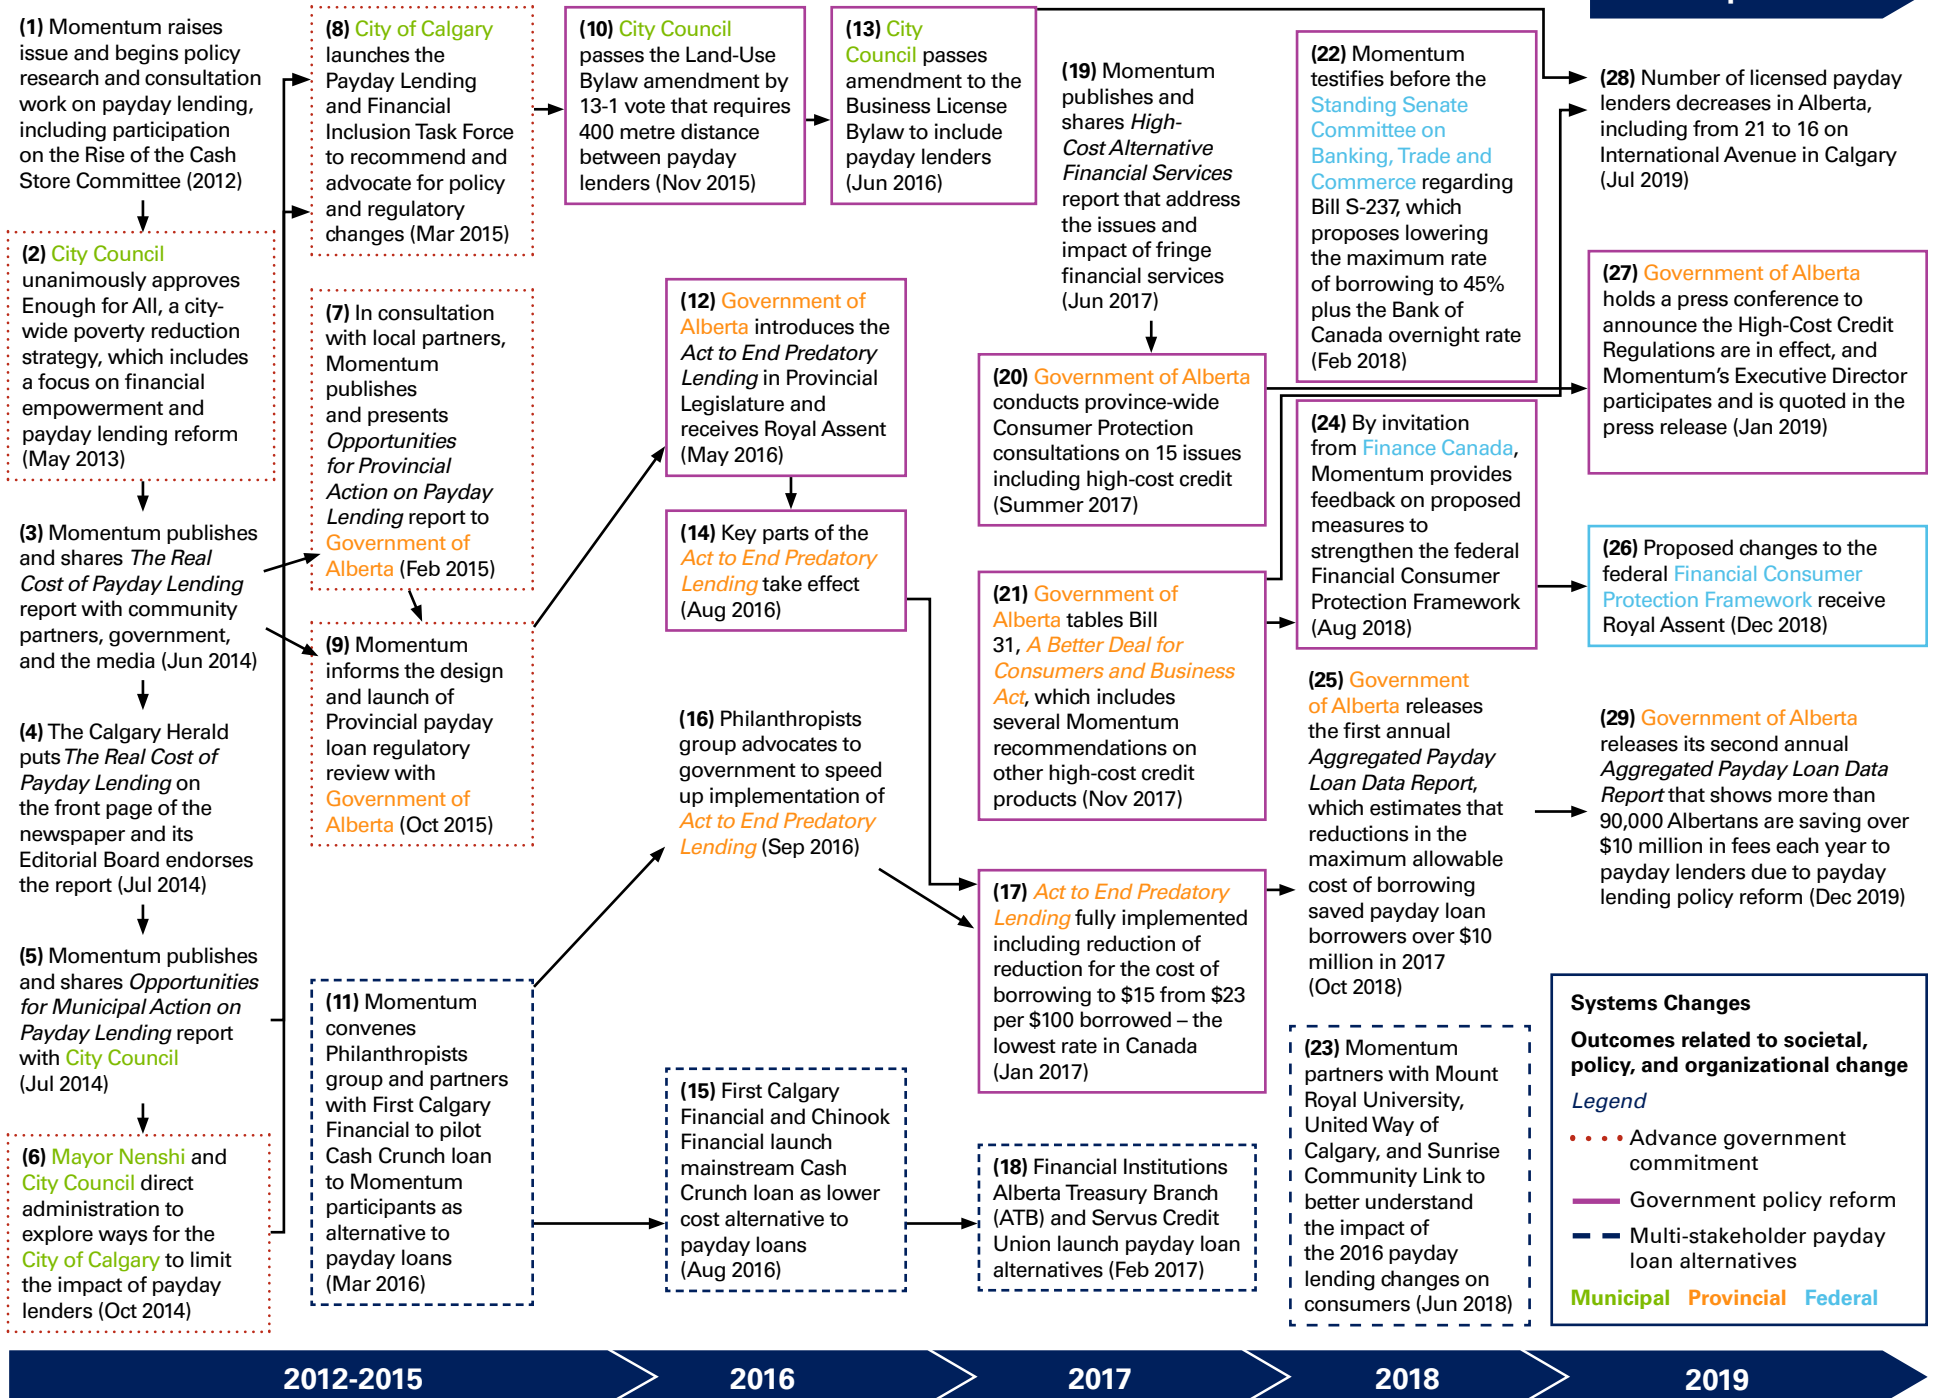 (1) Momentum raises
issue and begins policy
research and consultation
work on payday lending,
including participation
on the Rise of the Cash
Store Committee (2012)
(2) City Council
unanimously approves
Enough for All, a city-
wide poverty reduction
strategy, which includes
a focus on financial
empowerment and
payday lending reform
(May 2013)
(3) Momentum publishes
and shares The Real
Cost of Payday Lending
report with community
partners, government,
and the media (Jun 2014)
(4) The Calgary Herald
puts The Real Cost of
Payday Lending on
the front page of the
newspaper and its
Editorial Board endorses
the report (Jul 2014)
(5) Momentum publishes
and shares Opportunities
for Municipal Action on
Payday Lending report
with City Council
(Jul 2014)
(6) Mayor Nenshi and
City Council direct
administration to
explore ways for the
City of Calgary to limit
the impact of payday
lenders (Oct 2014)
(8) City of Calgary
launches the
Payday Lending
and Financial
Inclusion Task Force
to recommend and
advocate for policy
and regulatory
changes (Mar 2015)
(7) In consultation
with local partners,
Momentum
publishes
and presents
Opportunities
for Provincial
Action on Payday
Lending report to
Government of
Alberta (Feb 2015)
(9) Momentum
informs the design
and launch of
Provincial payday
loan regulatory
review with
Government of
Alberta (Oct 2015)
(11) Momentum
convenes
Philanthropists
group and partners
with First Calgary
Financial to pilot
Cash Crunch loan
to Momentum
participants as
alternative to
payday loans
(Mar 2016)
(10) City Council
passes the Land-Use
Bylaw amendment by
13-1 vote that requires
400 metre distance
between payday
lenders (Nov 2015)
(13) City
Council passes
amendment to the
Business License
Bylaw to include
payday lenders
(Jun 2016)
(12) Government of
Alberta introduces the
Act to End Predatory
Lending in Provincial
Legislature and
receives Royal Assent
(May 2016)
(14) Key parts of the
Act to End Predatory
Lending take effect
(Aug 2016)
(16) Philanthropists
group advocates to
government to speed
up implementation of
Act to End Predatory
Lending (Sep 2016)
(15) First Calgary
Financial and Chinook
Financial launch
mainstream Cash
Crunch loan as lower
cost alternative to
payday loans
(Aug 2016)
(19) Momentum
publishes and
shares High-
Cost Alternative
Financial Services
report that address
the issues and
impact of fringe
financial services
(Jun 2017)
(20) Government of Alberta
conducts province-wide
Consumer Protection
consultations on 15 issues
including high-cost credit
(Summer 2017)
(21) Government of
Alberta tables Bill
31, A Better Deal for
Consumers and Business
Act, which includes
several Momentum
recommendations on
other high-cost credit
products (Nov 2017)
(17) Act to End Predatory
Lending fully implemented
including reduction of
reduction for the cost of
borrowing to $15 from $23
per $100 borrowed – the
lowest rate in Canada
(Jan 2017)
(18) Financial Institutions
Alberta Treasury Branch
(ATB) and Servus Credit
Union launch payday loan
alternatives (Feb 2017)
(22) Momentum
testifies before the
Standing Senate
Committee on
Banking, Trade and
Commerce regarding
Bill S-237, which
proposes lowering
the maximum rate
of borrowing to 45%
plus the Bank of
Canada overnight rate
(Feb 2018)
(24) By invitation
from Finance Canada,
Momentum provides
feedback on proposed
measures to
strengthen the federal
Financial Consumer
Protection Framework
(Aug 2018)
(25) Government
of Alberta releases
the first annual
Aggregated Payday
Loan Data Report,
which estimates that
reductions in the
maximum allowable
cost of borrowing
saved payday loan
borrowers over $10
million in 2017
(Oct 2018)
(23) Momentum
partners with Mount
Royal University,
United Way of
Calgary, and Sunrise
Community Link to
better understand
the impact of
the 2016 payday
lending changes on
consumers (Jun 2018)
(28) Number of licensed payday
lenders decreases in Alberta,
including from 21 to 16 on
International Avenue in Calgary
(Jul 2019)
(27) Government of Alberta
holds a press conference to
announce the High-Cost Credit
Regulations are in effect, and
Momentum's Executive Director
participates and is quoted in the
press release (Jan 2019)
(26) Proposed changes to the
federal Financial Consumer
Protection Framework receive
Royal Assent (Dec 2018)
(29) Government of Alberta
releases its second annual
Aggregated Payday Loan Data
Report that shows more than
90,000 Albertans are saving over
$10 million in fees each year to
payday lenders due to payday
lending policy reform (Dec 2019)
Systems Changes
Outcomes related to societal,
policy, and organizational change
Legend
Advance government
commitment
Government policy reform
Multi-stakeholder payday
loan alternatives
Municipal Provincial Federal
2012-2015
2016
2017
2018
2019